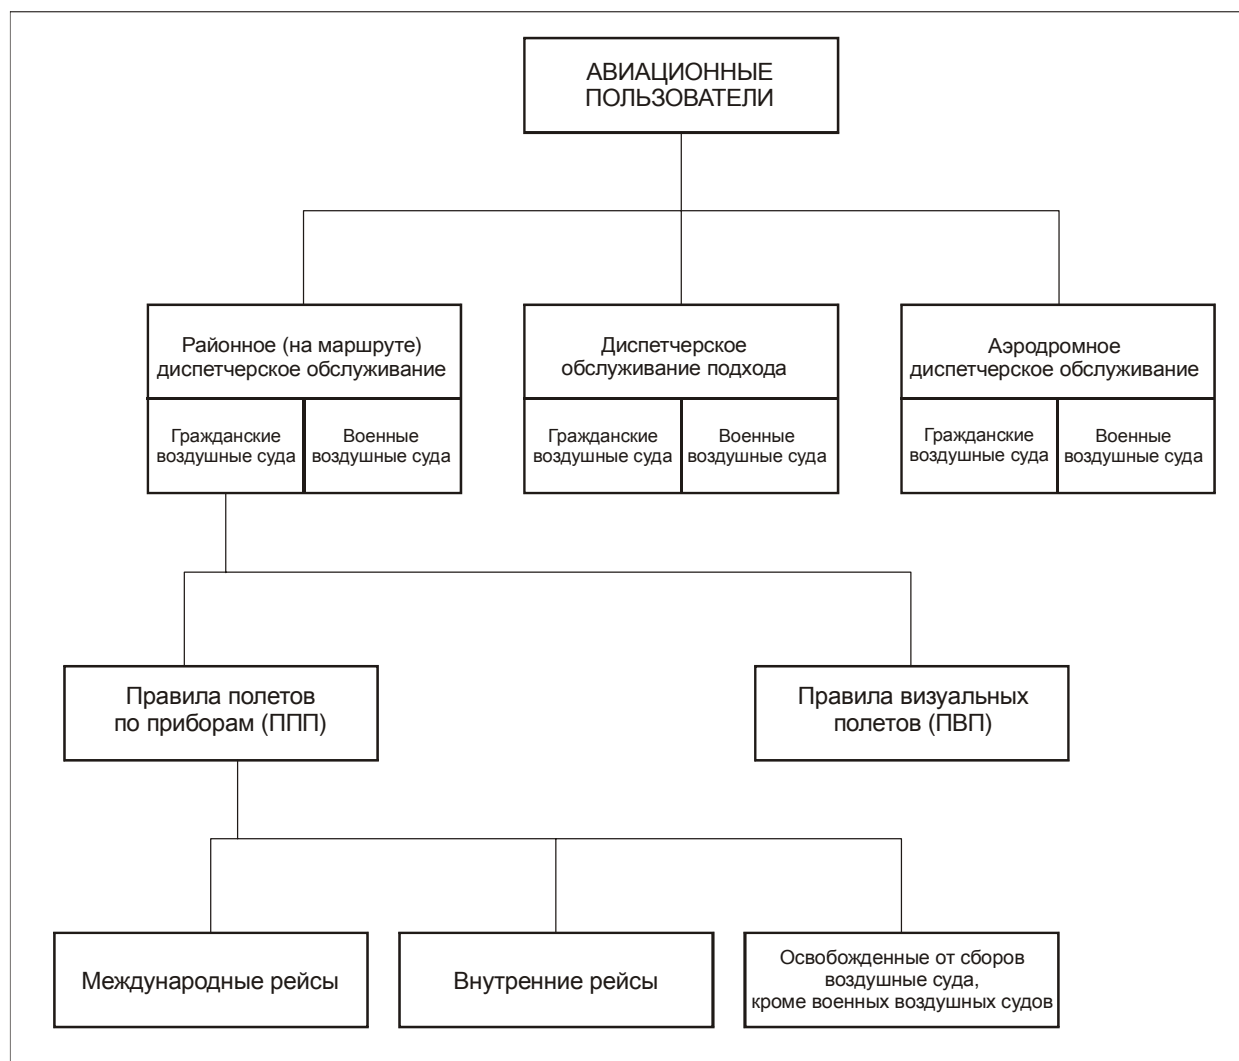 АВИАЦИОННЫЕ
ПОЛЬЗОВАТЕЛИ
Районное (на маршруте)
диспетчерское обслуживание
Диспетчерское
обслуживание подхода
Аэродромное
диспетчерское обслуживание
Гражданские
воздушные суда
Военные
воздушные суда
Гражданские
воздушные суда
Военные
воздушные суда
Гражданские
воздушные суда
Военные
воздушные суда
Правила полетов
по приборам (ППП)
Правила визуальных
полетов (ПВП)
Международные рейсы
Внутренние рейсы
Освобожденные от сборов
воздушные суда,
кроме военных воздушных судов